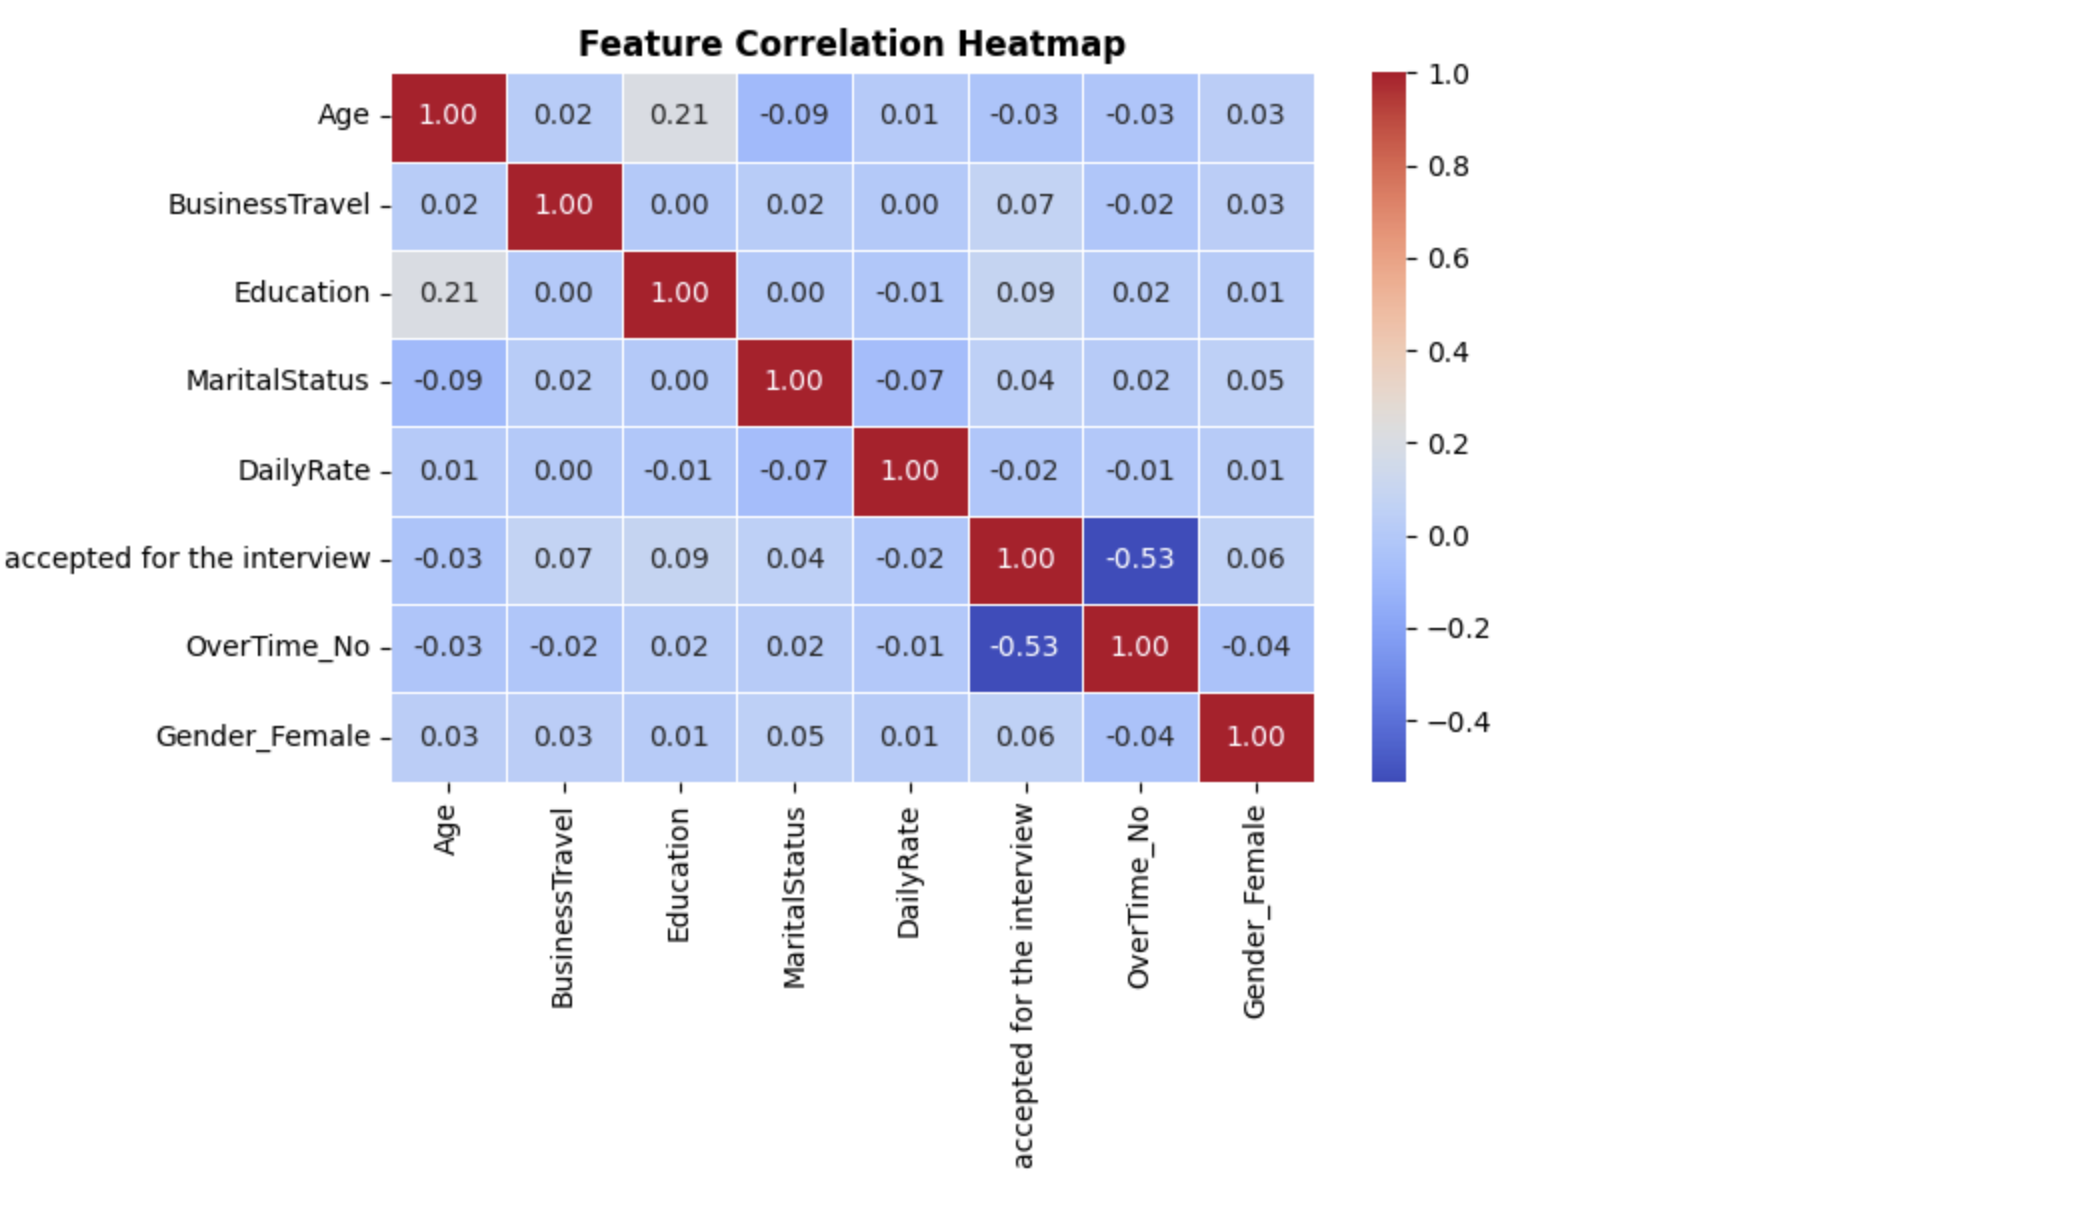 Feature Correlation Heatmap
Age 1.00 0.02 0.21 -0.09 0.01 -0.03 -0.03 0.03
BusinessTravel 0.02 1.00 0.00 0.02 0.00 0.07 -0.02 0.03
Education 0.21 0.00 1.00 0.00 -0.01 0.09 0.02 0.01
MaritalStatus -0.09 0.02 0.00 1.00 -0.07 0.04 0.02 0.05
DailyRate 0.01 0.00 -0.01 -0.07 1.00 -0.02 -0.01 0.01
accepted for the interview -0.03 0.07 0.09 0.04 -0.02 1.00 -0.53 0.06
OverTime_No -0.03 -0.02 0.02 0.02 -0.01 -0.53 1.00 -0.04
Gender_Female 0.03 0.03 0.01 0.05 0.01 0.06 -0.04 1.00
Age
BusinessTravel
Education
MaritalStatus
DailyRate
accepted for the interview
OverTime_No
Gender_Female
1.0
0.8
0.6
0.4
0.2
0.0
−0.2
−0.4